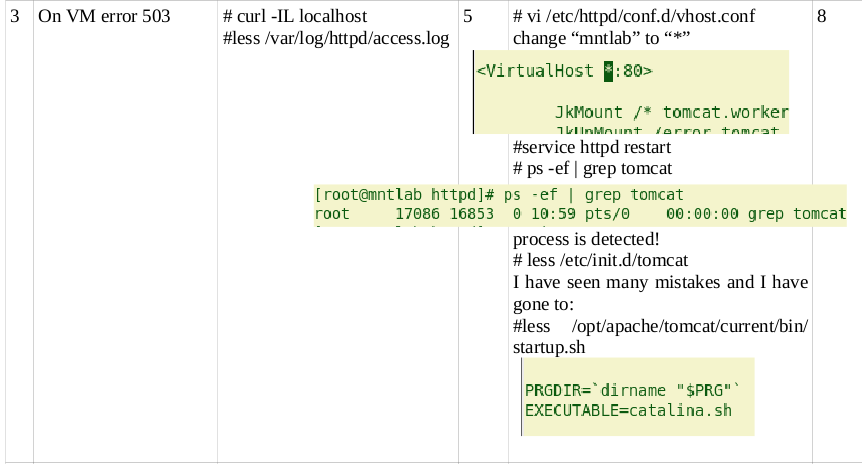 3
On VM error 503
# curl -IL localhost
#less /var/log/httpd/access.log
5
# vi /etc/httpd/conf.d/vhost.conf
change “mntlab” to “*”
<VirtualHost *:80>
JkMount /* tomcat.worker
JkUnMount /error tomcat
#service httpd restart
# ps -ef | grep tomcat
[root@mntlab httpd]# ps -ef | grep tomcat
root     17086 16853  0 10:59 pts/0    00:00:00 grep tomcat
process is detected!
# less /etc/init.d/tomcat
I have seen many mistakes and I have
gone to:
#less /opt/apache/tomcat/current/bin/
startup.sh
PRGDIR=`dirname "$PRG"`
EXECUTABLE=catalina.sh
8